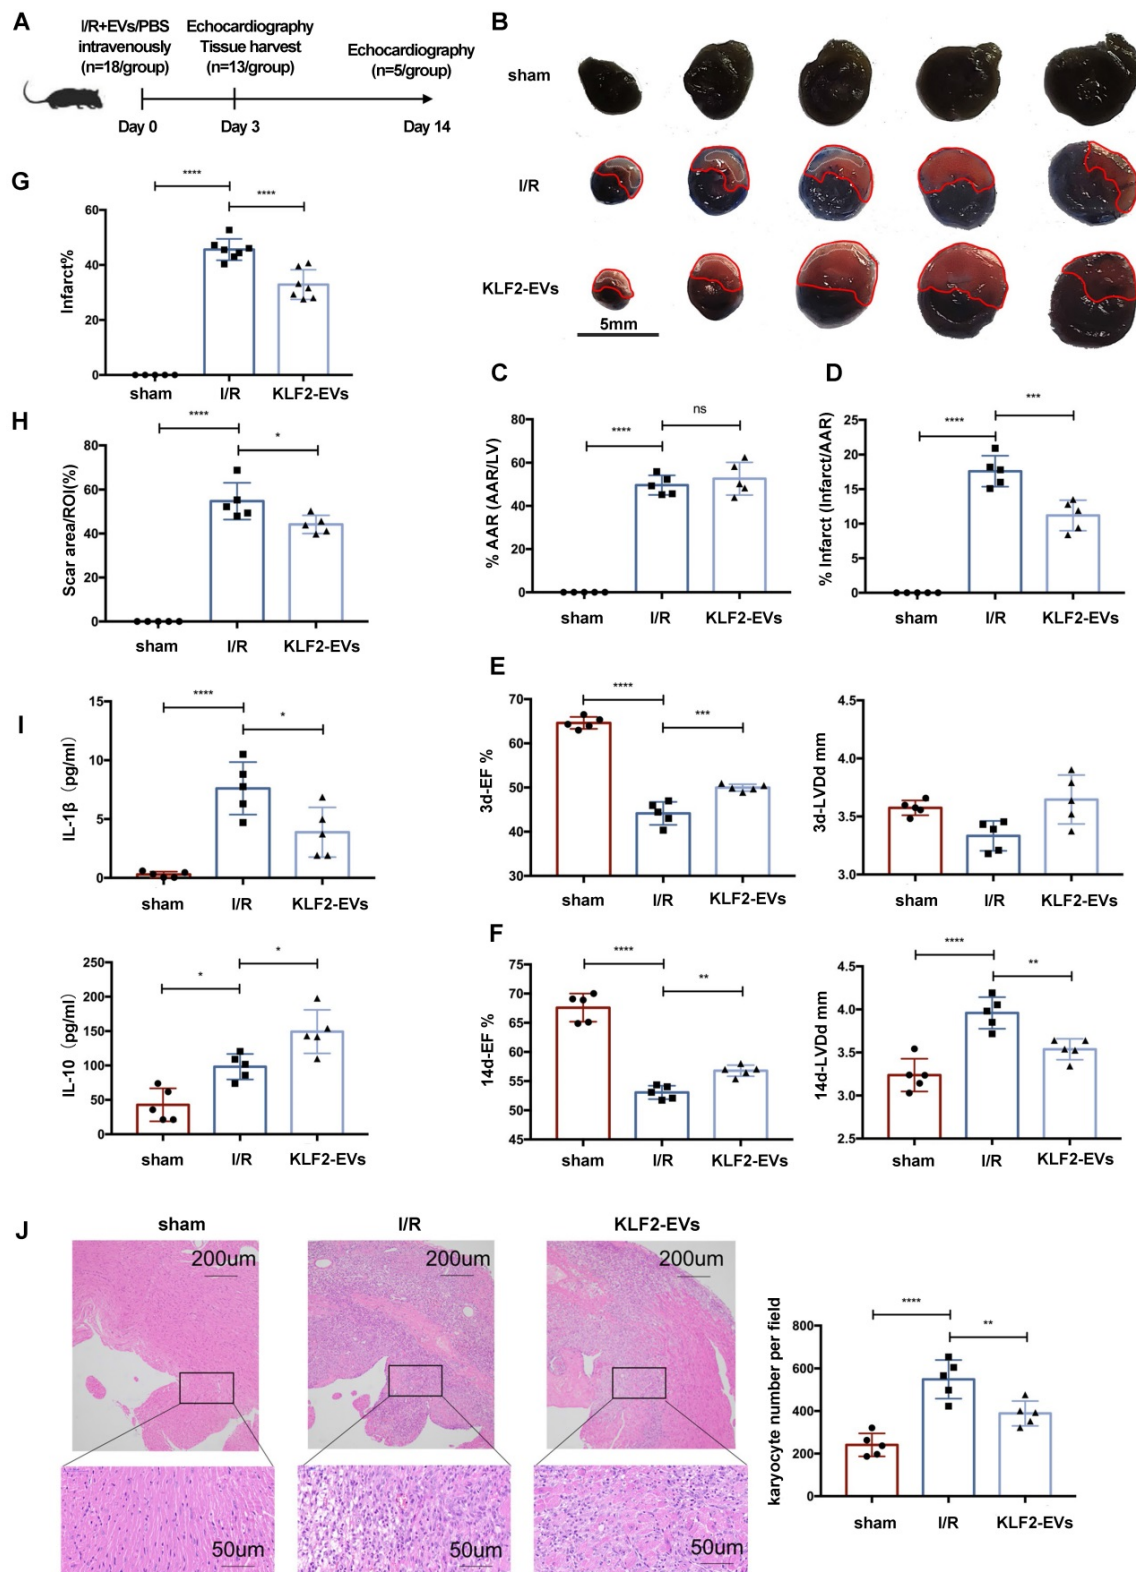 A
I/R+EVs/PBS
intravenously
(n=18/group)
Echocardiography
Tissue harvest
(n=13/group)
Echocardiography
(n=5/group)
Day 0
Day 3
Day 14
B
sham
I/R
KLF2-EVs
5mm
G
****
****
Infarct%
60
40
20
0
sham
I/R
KLF2-EVs
H
****
*
Scar area/ROI(%)
80
60
40
20
0
sham
I/R
KLF2-EVs
C
****
ns
% AAR (AAR/LV)
80
60
40
20
0
sham
I/R
KLF2-EVs
D
****
***
% Infarct (Infarct/AAR)
25
20
15
10
5
0
sham
I/R
KLF2-EVs
I
****
*
IL-1β (pg/ml)
15
10
5
0
sham
I/R
KLF2-EVs
*
*
IL-10 (pg/ml)
250
200
150
100
50
0
sham
I/R
KLF2-EVs
E
****
***
3d-EF %
70
60
50
40
30
sham
I/R
KLF2-EVs
3d-LVDd mm
4.5
4.0
3.5
3.0
sham
I/R
KLF2-EVs
F
****
**
14d-EF %
75
70
65
60
55
50
45
sham
I/R
KLF2-EVs
****
**
14d-LVDd mm
4.5
4.0
3.5
3.0
2.5
sham
I/R
KLF2-EVs
J
sham
I/R
KLF2-EVs
200um
200um
200um
50um
50um
50um
****
**
karyocyte number per field
800
600
400
200
0
sham
I/R
KLF2-EVs